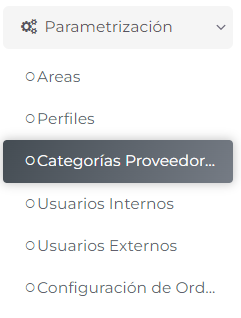 Parametrización
Areas
Perfiles
Categorías Proveedor...
Usuarios Internos
Usuarios Externos
Configuración de Ord...